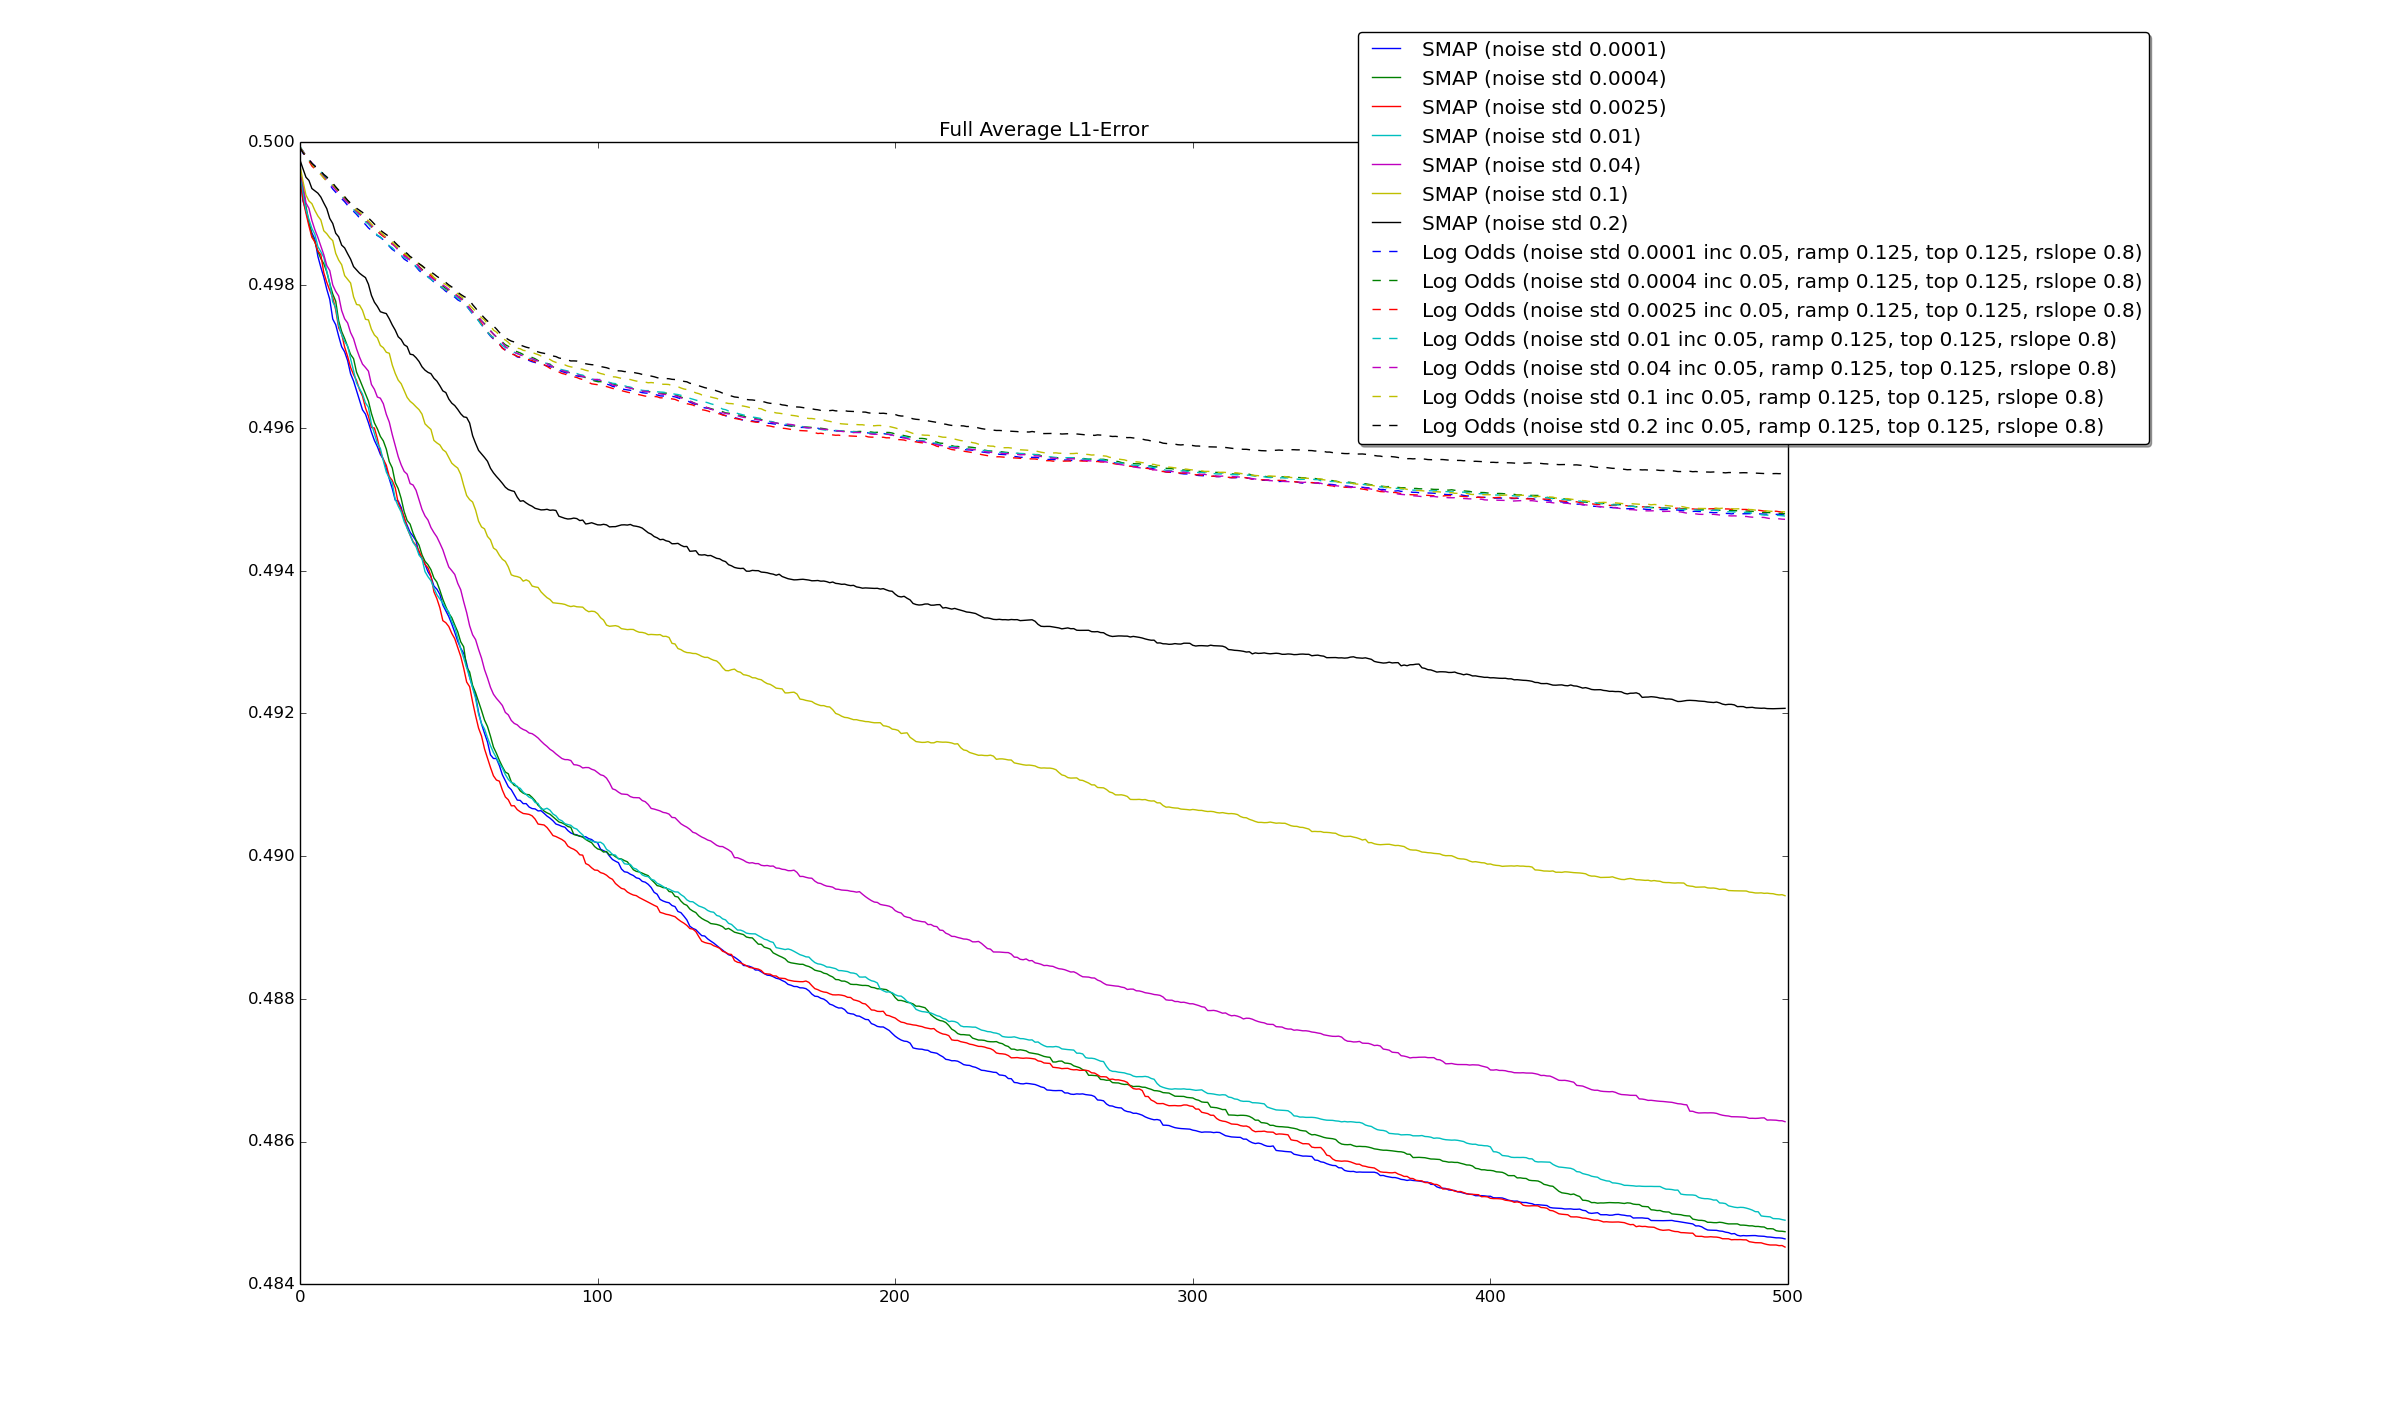 SMAP (noise std 0.0001)
SMAP (noise std 0.0004)
SMAP (noise std 0.0025)
SMAP (noise std 0.01)
SMAP (noise std 0.04)
SMAP (noise std 0.1)
SMAP (noise std 0.2)
Log Odds (noise std 0.0001 inc 0.05, ramp 0.125, top 0.125, rslope 0.8)
Log Odds (noise std 0.0004 inc 0.05, ramp 0.125, top 0.125, rslope 0.8)
Log Odds (noise std 0.0025 inc 0.05, ramp 0.125, top 0.125, rslope 0.8)
Log Odds (noise std 0.01 inc 0.05, ramp 0.125, top 0.125, rslope 0.8)
Log Odds (noise std 0.04 inc 0.05, ramp 0.125, top 0.125, rslope 0.8)
Log Odds (noise std 0.1 inc 0.05, ramp 0.125, top 0.125, rslope 0.8)
Log Odds (noise std 0.2 inc 0.05, ramp 0.125, top 0.125, rslope 0.8)
Full Average L1-Error
0.500
0.498
0.496
0.494
0.492
0.490
0.488
0.486
0.484
0 100 200 300 400 500